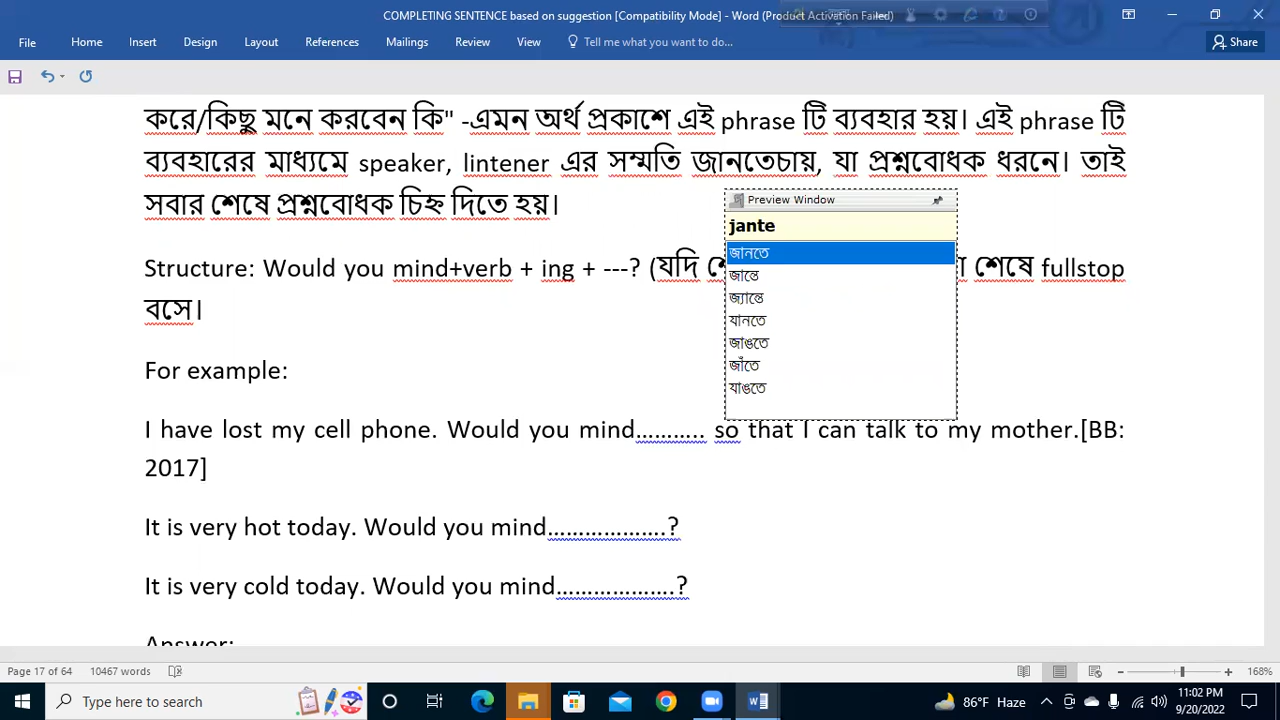 COMPLETING SENTENCE based on suggestion [Compatibility Mode] - Word (Product Activation Failed)
File Home Insert Design Layout References Mailings Review View Tell me what you want to do... Share
করে/কিছু মনে করবেন কি" -এমন অর্থ প্রকাশে এই phrase টি ব্যবহার হয়। এই phrase টি
ব্যবহারের মাধ্যমে speaker, lintener এর সম্মতি জানতেচায়, যা প্রশ্নবোধক ধরনে। তাই
সবার শেষে প্রশ্নবোধক চিহ্ন দিতে হয়।
Preview Window
jante
জানতে
জান্তে
জ্যান্তে
যানতে
জাঙতে
জাঁতে
যাঙতে
Structure: Would you mind+verb + ing + ---? (যদি শেষে fullstop
বসে।
For example:
I have lost my cell phone. Would you mind……….. so that I can talk to my mother.[BB:
2017]
It is very hot today. Would you mind……………….?
It is very cold today. Would you mind……………….?
Answer:
Page 17 of 64 10467 words 168%
Type here to search 86°F Haze 11:02 PM
9/20/2022